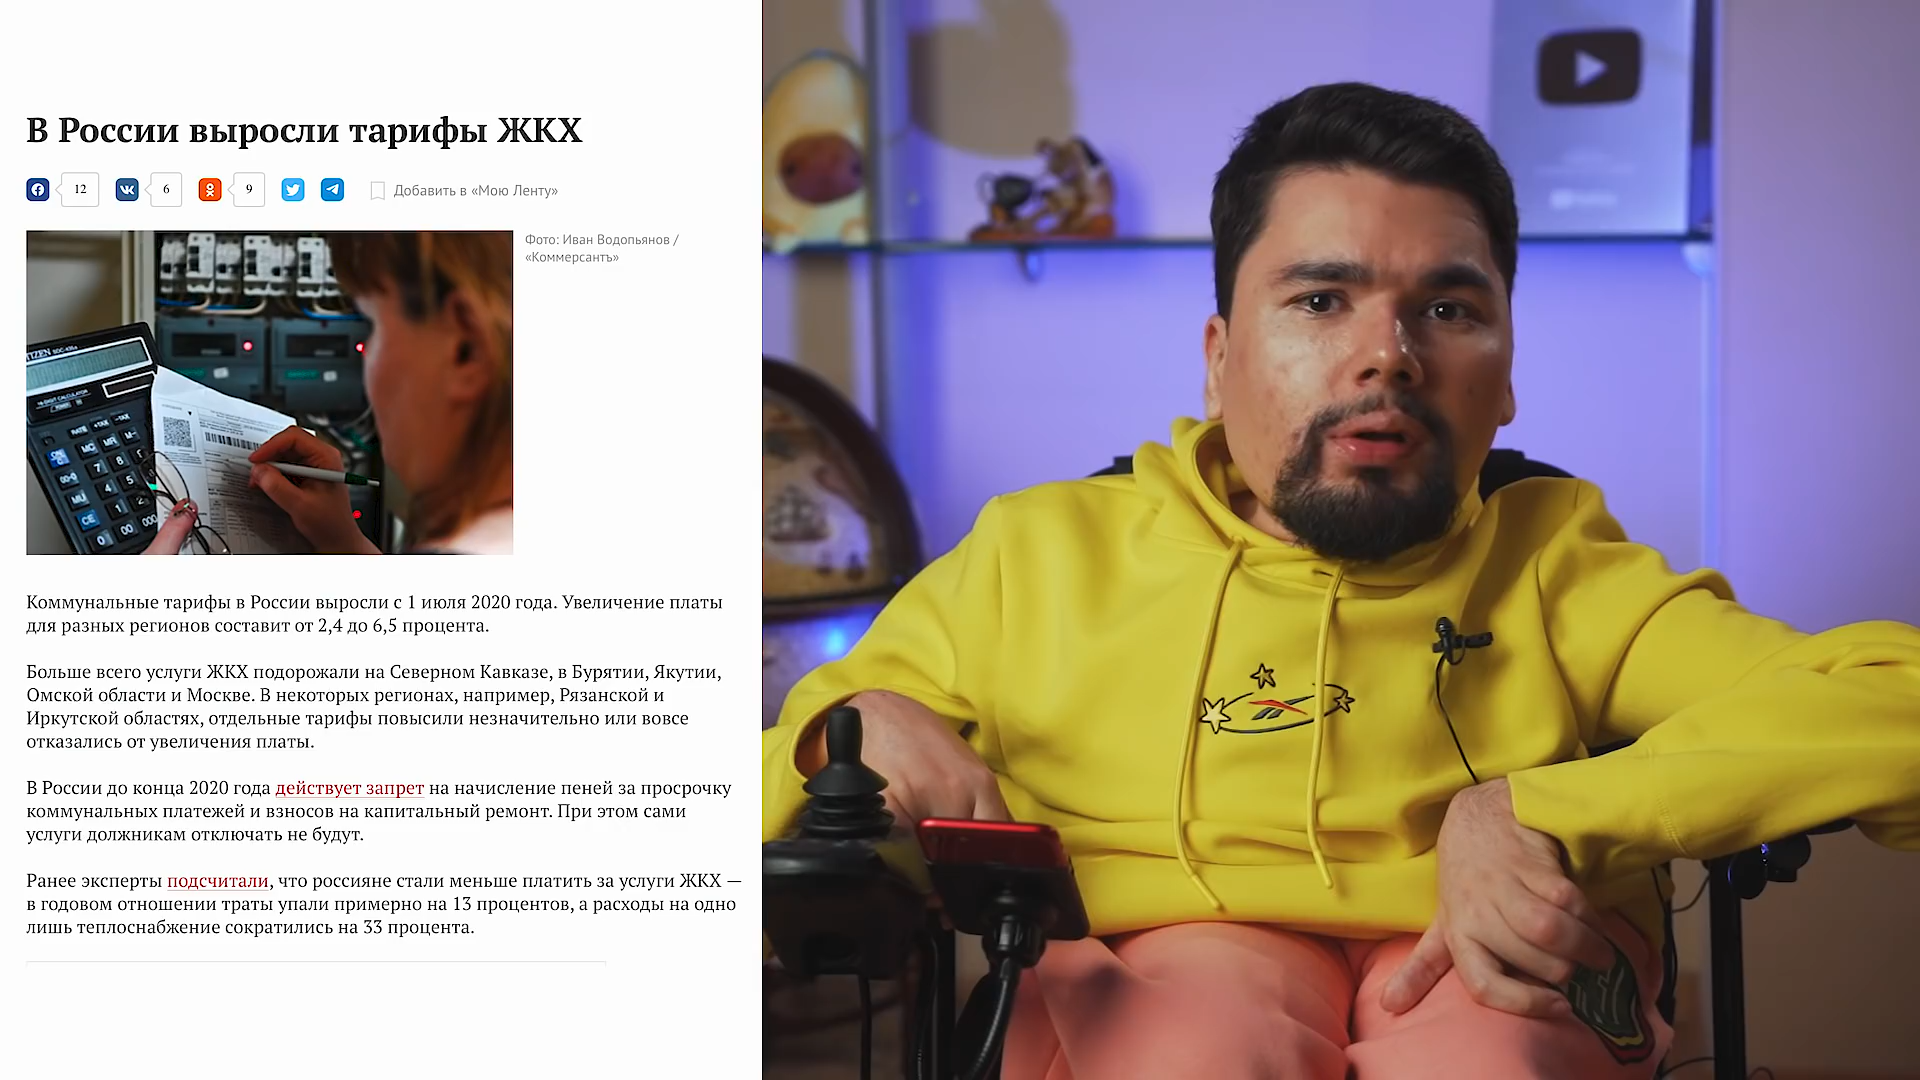 В России выросли тарифы ЖКХ
12 6 9 Добавить в «Мою Ленту»
Фото: Иван Водопьянов /
«Коммерсантъ»
CITIZEN
Коммунальные тарифы в России выросли с 1 июля 2020 года. Увеличение платы
для разных регионов составит от 2,4 до 6,5 процента.
Больше всего услуги ЖКХ подорожали на Северном Кавказе, в Бурятии, Якутии,
Омской области и Москве. В некоторых регионах, например, Рязанской и
Иркутской областях, отдельные тарифы повысили незначительно или вовсе
отказались от увеличения платы.
В России до конца 2020 года действует запрет на начисление пеней за просрочку
коммунальных платежей и взносов на капитальный ремонт. При этом сами
услуги должникам отключать не будут.
Ранее эксперты подсчитали, что россияне стали меньше платить за услуги ЖКХ —
в годовом отношении траты упали примерно на 13 процентов, а расходы на одно
лишь теплоснабжение сократились на 33 процента.